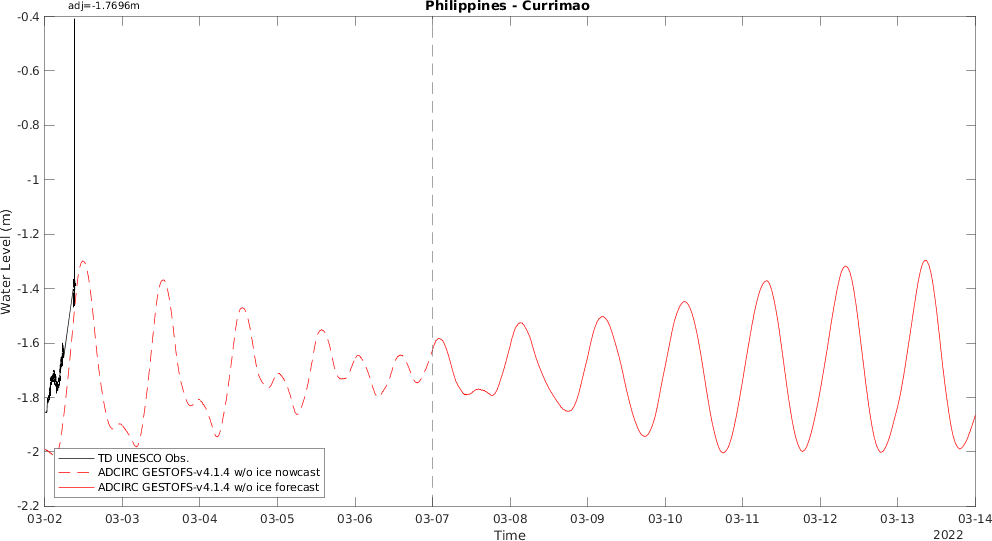 adj=-1.7696m
Philippines - Currimao
-0.4
-0.6
-0.8
-1
-1.2
-1.4
-1.6
-1.8
-2
-2.2
Water Level (m)
TD UNESCO Obs.
ADCIRC GESTOFS-v4.1.4 w/o ice nowcast
ADCIRC GESTOFS-v4.1.4 w/o ice forecast
03-02 03-03 03-04 03-05 03-06 03-07 03-08 03-09 03-10 03-11 03-12 03-13 03-14
Time
2022